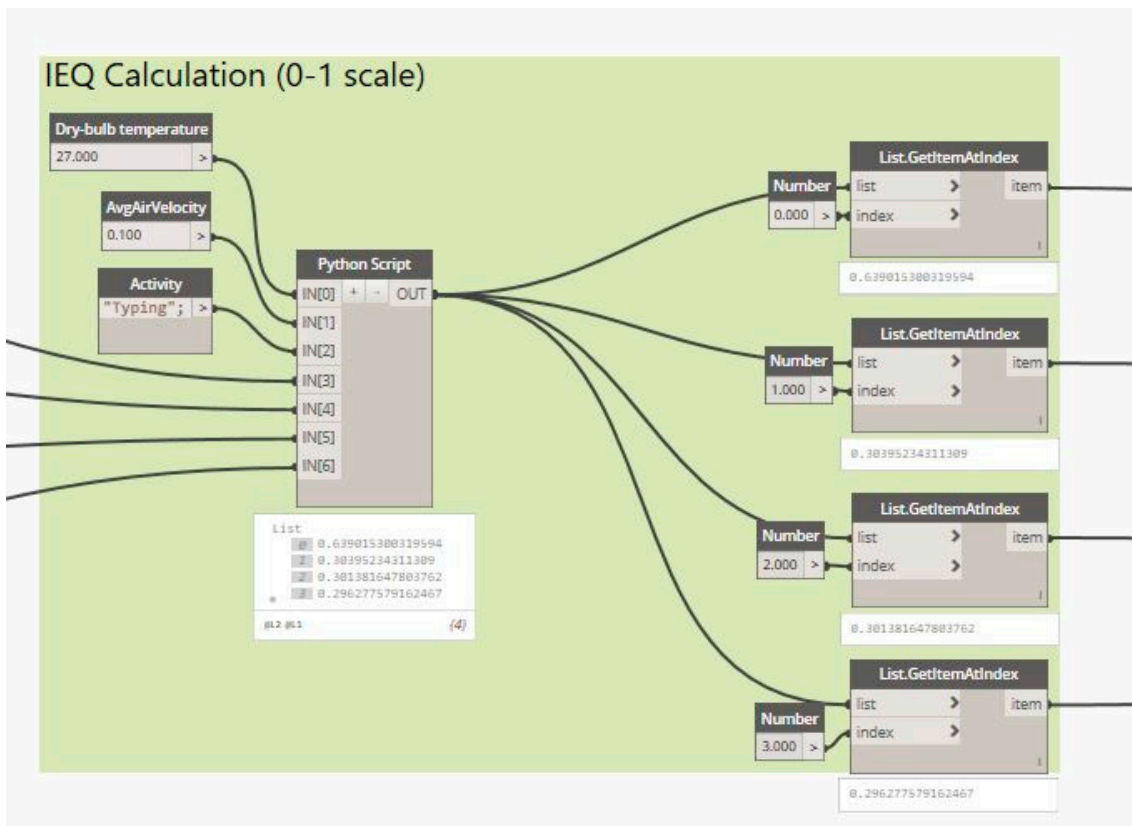 IEQ Calculation (0-1 scale)
Dry-bulb temperature
27.000 >
AvgAirVelocity
0.100 >
Activity
"Typing"; >
Python Script
IN[0] + - OUT
IN[1]
IN[2]
IN[3]
IN[4]
IN[5]
IN[6]
List
0 0.639015300319594
1 0.30395234311309
2 0.301381647803762
3 0.296277579162467
@L2 @L1 {4}
Number
0.000 >
List.GetItemAtIndex
list > item
index >
0.639015300319594
Number
1.000 >
List.GetItemAtIndex
list > item
index >
0.30395234311309
Number
2.000 >
List.GetItemAtIndex
list > item
index >
0.301381647803762
Number
3.000 >
List.GetItemAtIndex
list > item
index >
0.296277579162467